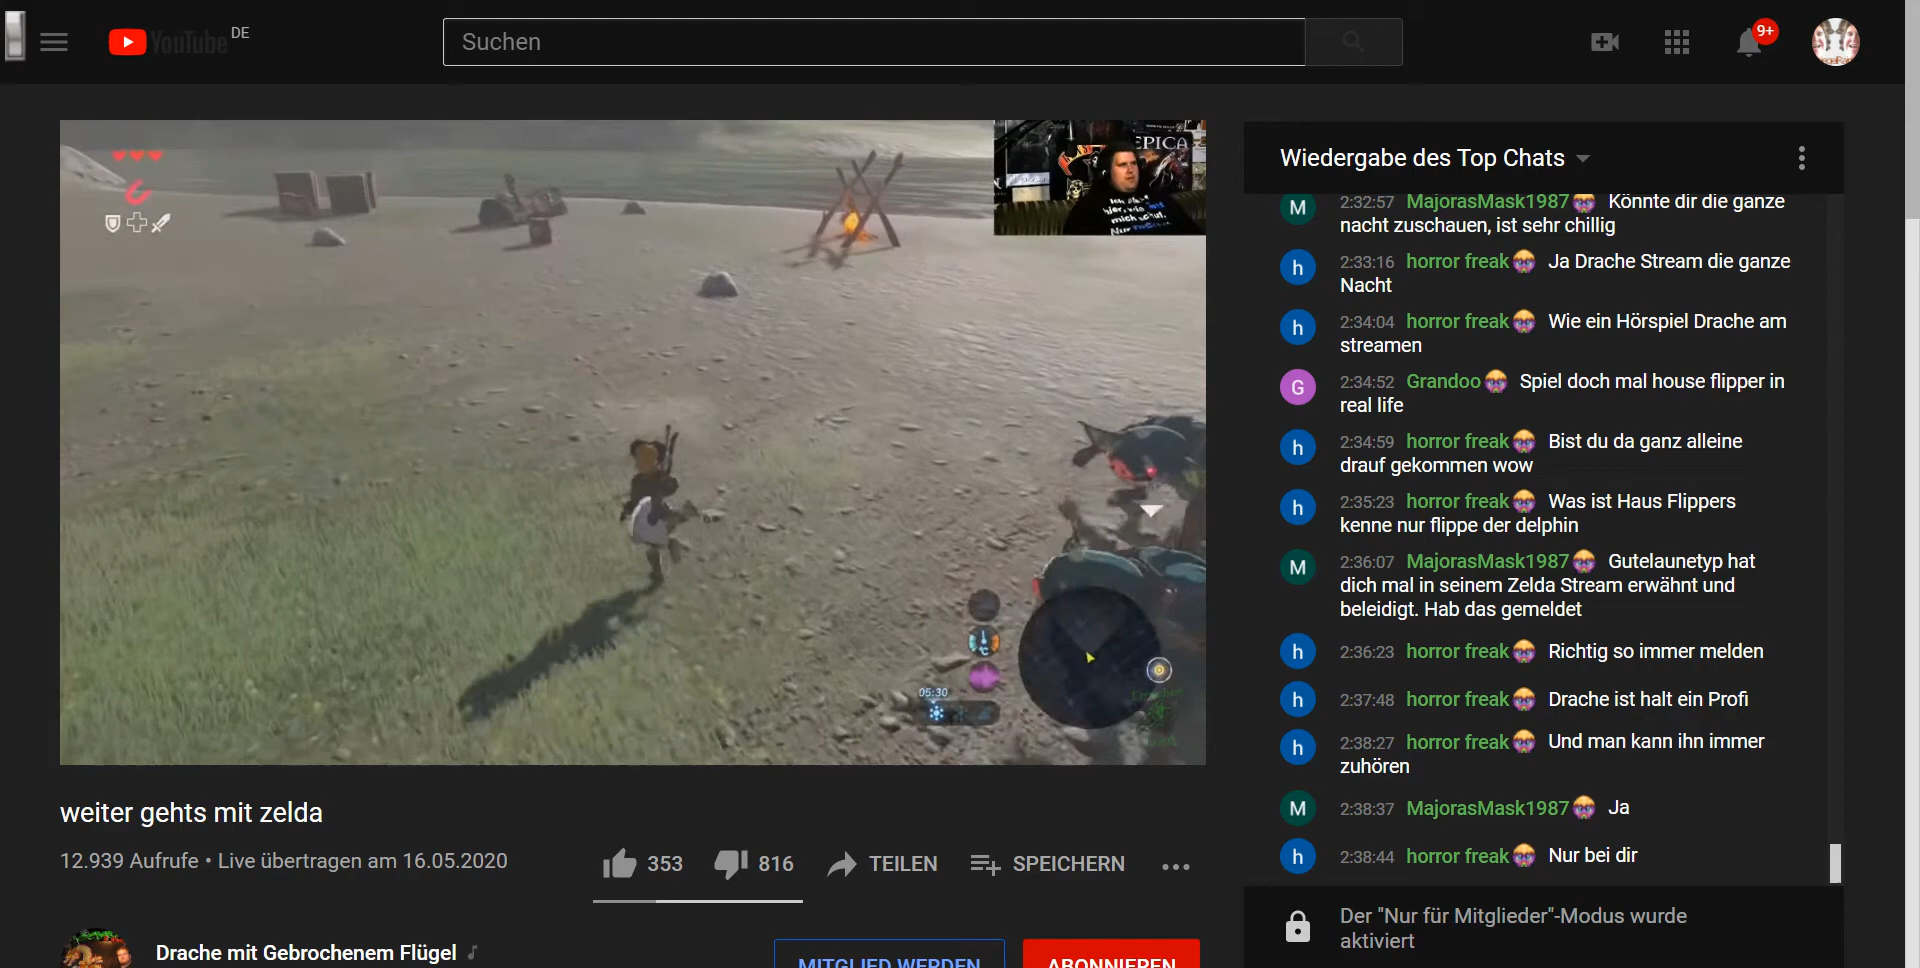 YouTube DE
Suchen
9+
EPICA
05:30
Wiedergabe des Top Chats
M 2:32:57 MajorasMask1987 Könnte dir die ganze
nacht zuschauen, ist sehr chillig
h 2:33:16 horror freak Ja Drache Stream die ganze
Nacht
h 2:34:04 horror freak Wie ein Hörspiel Drache am
streamen
G 2:34:52 Grandoo Spiel doch mal house flipper in
real life
h 2:34:59 horror freak Bist du da ganz alleine
drauf gekommen wow
h 2:35:23 horror freak Was ist Haus Flippers
kenne nur flippe der delphin
M 2:36:07 MajorasMask1987 Gutelaunetyp hat
dich mal in seinem Zelda Stream erwähnt und
beleidigt. Hab das gemeldet
h 2:36:23 horror freak Richtig so immer melden
h 2:37:48 horror freak Drache ist halt ein Profi
h 2:38:27 horror freak Und man kann ihn immer
zuhören
M 2:38:37 MajorasMask1987 Ja
h 2:38:44 horror freak Nur bei dir
Der "Nur für Mitglieder"-Modus wurde
aktiviert
weiter gehts mit zelda
12.939 Aufrufe • Live übertragen am 16.05.2020
353 816 TEILEN SPEICHERN
Drache mit Gebrochenem Flügel
MITGLIED WERDEN ABONNIEREN